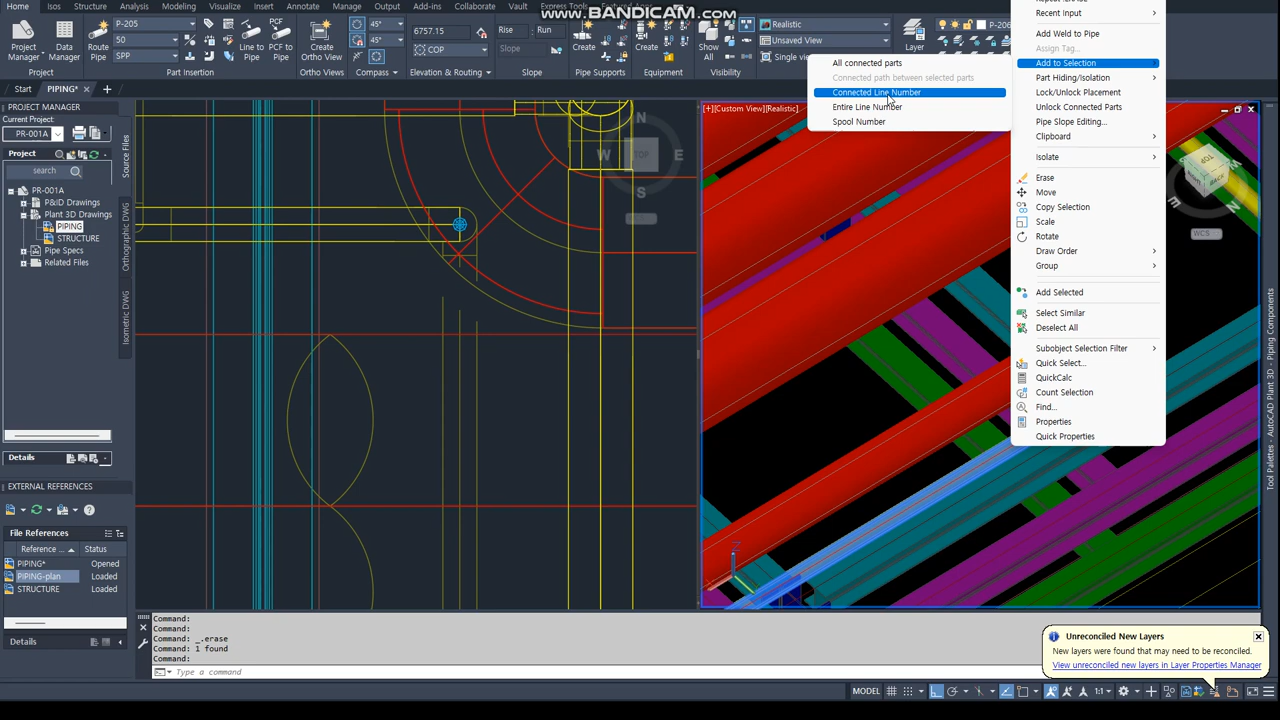 www.BANDICAM.com
Home
Isos
Structure
Analysis
Modeling
Visualize
Insert
Annotate
Manage
Output
Add-ins
Collaborate
Vault
Express Tools
Project Manager
Data Manager
Project
Route Pipe
P-205
50
SPP
Line to Pipe
PCF to Pipe
Part Insertion
Create Ortho View
Ortho Views
45°
45°
Compass
6757.15
COP
Elevation & Routing
Rise
Run
Slope
Slope
Create
Pipe Supports
Create
Equipment
Show All
Visibility
Realistic
Unsaved View
Single view
Layer
P-206
Start
PIPING*
PROJECT MANAGER
Current Project:
PR-001A
Project
search
PR-001A
P&ID Drawings
Plant 3D Drawings
PIPING
STRUCTURE
Pipe Specs
Related Files
Details
Source Files
Orthographic DWG
Isometric DWG
EXTERNAL REFERENCES
File References
Reference ...
Status
PIPING*
Opened
PIPING-plan
Loaded
STRUCTURE
Loaded
Details
N
W
TOP
E
S
[+][Custom View][Realistic]
TOP
BACK
WCS
All connected parts
Connected path between selected parts
Connected Line Number
Entire Line Number
Spool Number
Recent Input
Add Weld to Pipe
Assign Tag...
Add to Selection
Part Hiding/Isolation
Lock/Unlock Placement
Unlock Connected Parts
Pipe Slope Editing...
Clipboard
Isolate
Erase
Move
Copy Selection
Scale
Rotate
Draw Order
Group
Add Selected
Select Similar
Deselect All
Subobject Selection Filter
Quick Select...
QuickCalc
Count Selection
Find...
Properties
Quick Properties
Tool Palettes - AutoCAD Plant 3D - Piping Components
Command:
Command:
Command: _.erase
Command: 1 found
Command:
Type a command
Unreconciled New Layers
New layers were found that may need to be reconciled.
View unreconciled new layers in Layer Properties Manager
MODEL
1:1